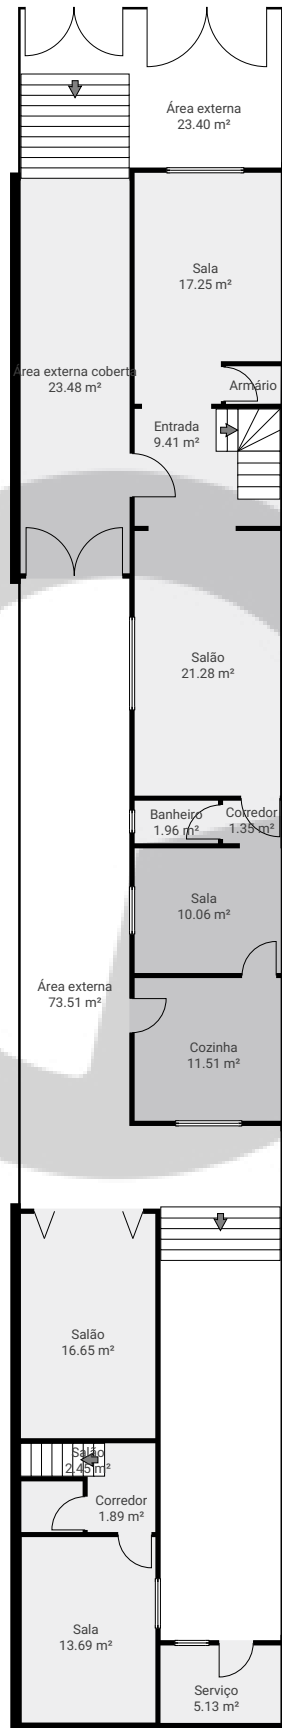 Área externa
23.40 m²
Sala
17.25 m²
Área externa coberta
23.48 m²
Armário
Entrada
9.41 m²
Salão
21.28 m²
Banheiro
1.96 m²
Corredor
1.35 m²
Sala
10.06 m²
Área externa
73.51 m²
Cozinha
11.51 m²
Salão
16.65 m²
Salão
2.45 m²
Corredor
1.89 m²
Sala
13.69 m²
Serviço
5.13 m²